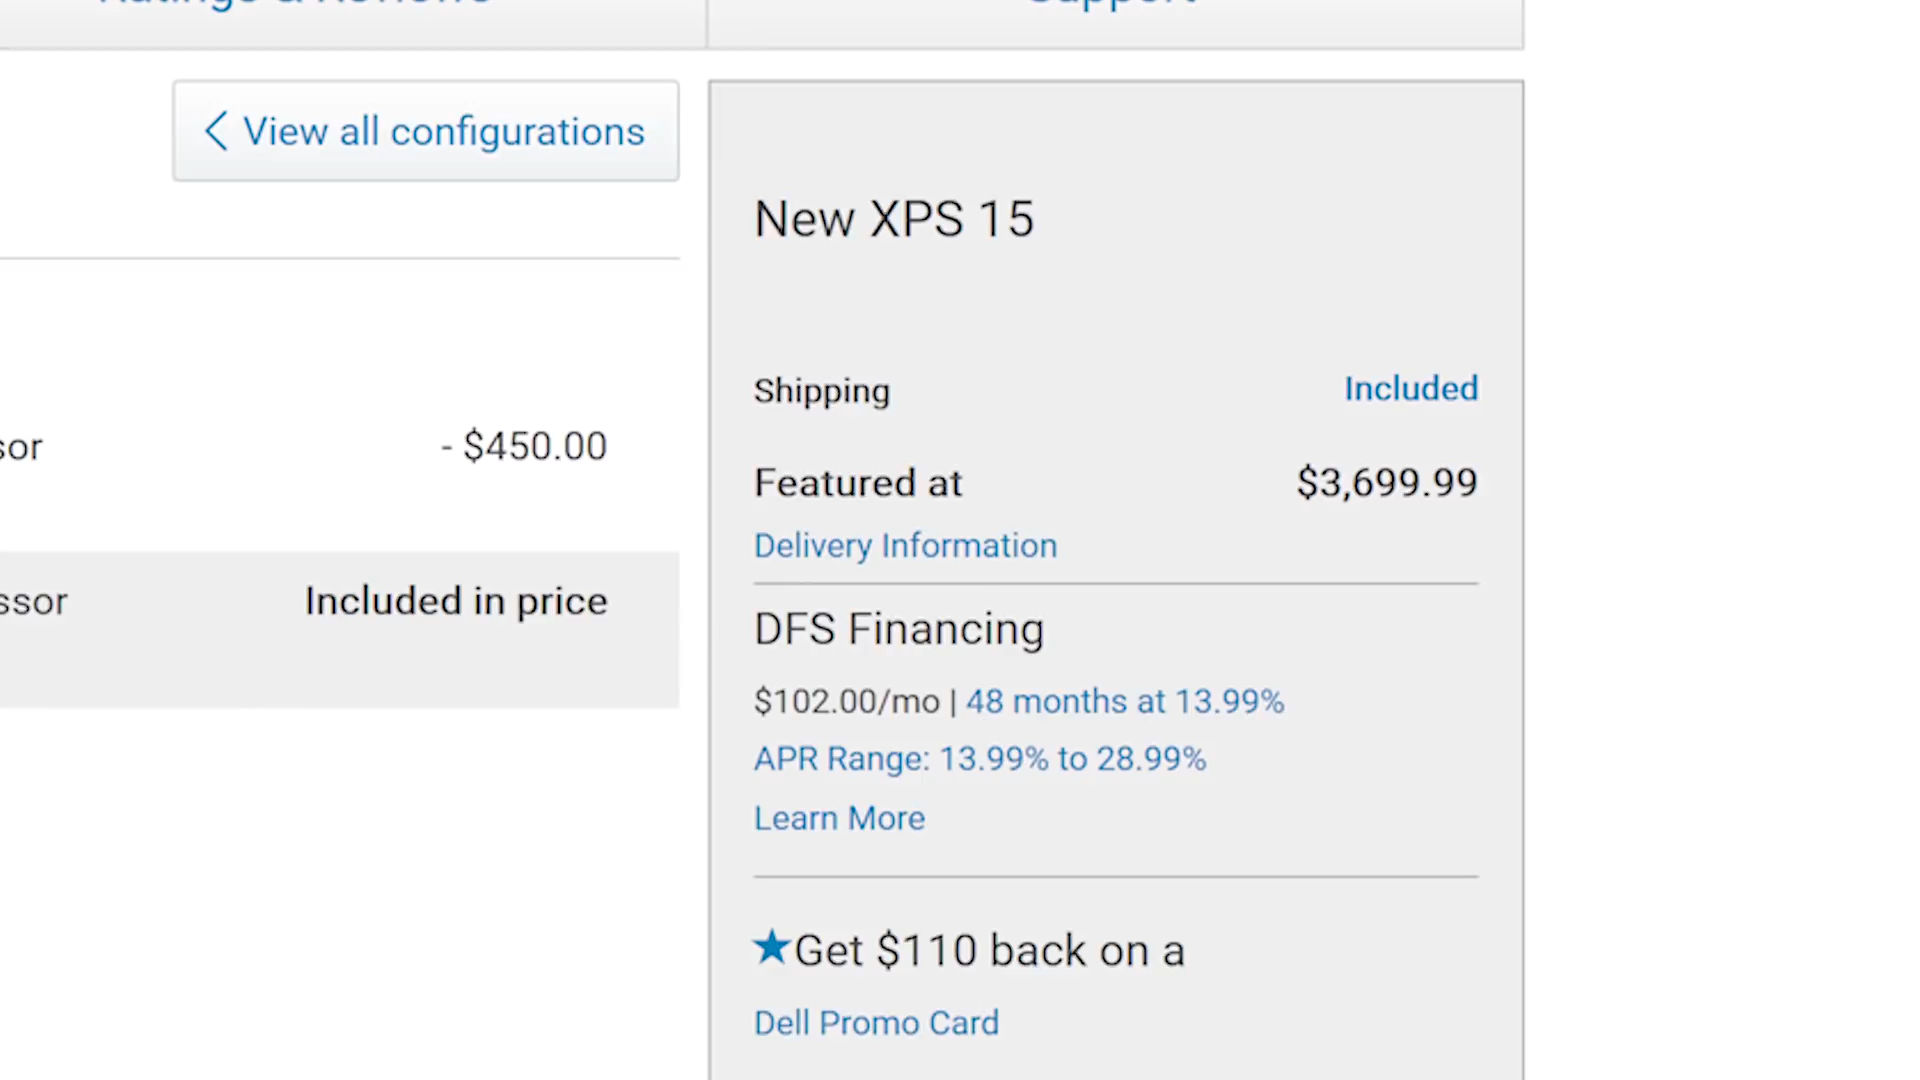 View all configurations
New XPS 15
Shipping Included
- $450.00
Featured at $3,699.99
Delivery Information
Included in price
DFS Financing
$102.00/mo | 48 months at 13.99%
APR Range: 13.99% to 28.99%
Learn More
★Get $110 back on a
Dell Promo Card